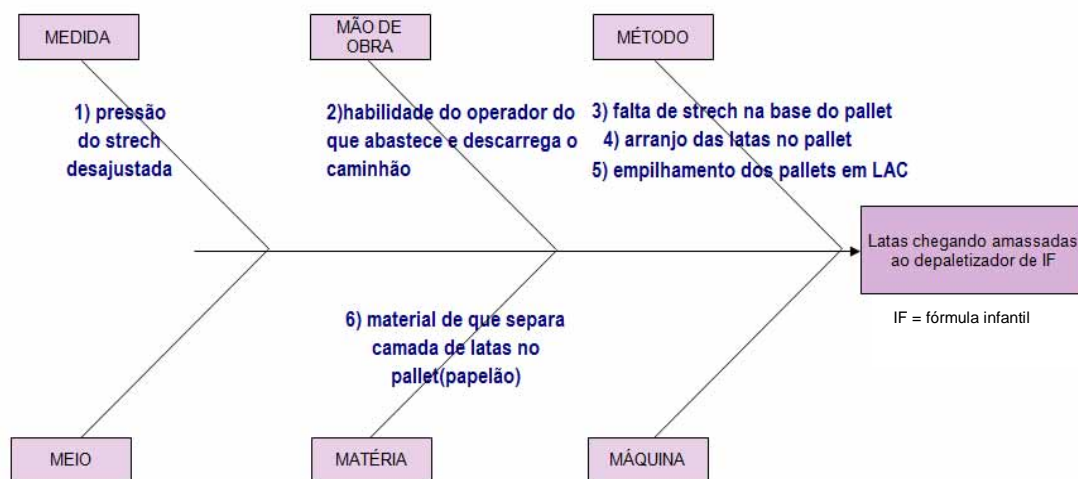 MEDIDA
MÃO DE
OBRA
MÉTODO
1) pressão
do strech
desajustada
2)habilidade do operador do
que abastece e descarrega o
caminhão
3) falta de strech na base do pallet
4) arranjo das latas no pallet
5) empilhamento dos pallets em LAC
Latas chegando amassadas
ao depaletizador de IF
IF = fórmula infantil
6) material de que separa
camada de latas no
pallet(papelão)
MEIO
MATÉRIA
MÁQUINA